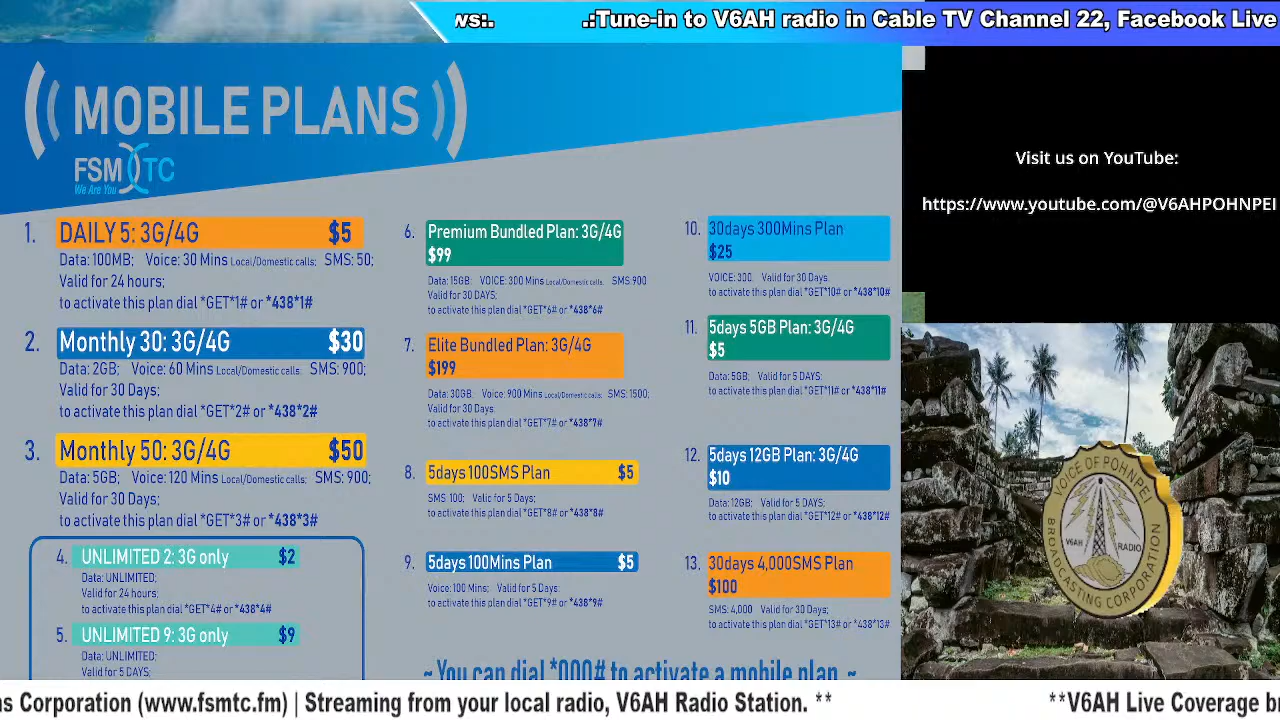 ws:.
.:Tune-in to V6AH radio in Cable TV Channel 22, Facebook Live
MOBILE PLANS
FSMTC
We Are You
1. DAILY 5: 3G/4G $5
Data: 100MB; Voice: 30 Mins Local/Domestic calls; SMS: 50;
Valid for 24 hours;
to activate this plan dial *GET*1# or *438*1#
2. Monthly 30: 3G/4G $30
Data: 2GB; Voice: 60 Mins Local/Domestic calls. SMS: 900;
Valid for 30 Days;
to activate this plan dial *GET*2# or *438*2#
3. Monthly 50: 3G/4G $50
Data: 5GB; Voice: 120 Mins Local/Domestic calls; SMS: 900;
Valid for 30 Days;
to activate this plan dial *GET*3# or *438*3#
4. UNLIMITED 2: 3G only $2
Data: UNLIMITED;
Valid for 24 hours;
to activate this plan dial *GET*4# or *438*4#
5. UNLIMITED 9: 3G only $9
Data: UNLIMITED;
Valid for 5 DAYS;
6. Premium Bundled Plan: 3G/4G
$99
Data: 15GB; VOICE: 300 Mins Local/Domestic calls; SMS 900
Valid for 30 DAYS;
to activate this plan dial *GET*6# or *438*6#
7. Elite Bundled Plan: 3G/4G
$199
Data: 30GB; Voice: 900 Mins Local/Domestic calls; SMS: 1500;
Valid for 30 Days;
to activate this plan dial *GET*7# or *438*7#
8. 5days 100SMS Plan $5
SMS: 100; Valid for 5 Days;
to activate this plan dial *GET*8# or *438*8#
9. 5days 100Mins Plan $5
Voice: 100 Mins; Valid for 5 Days;
to activate this plan dial *GET*9# or *438*9#
10. 30days 300Mins Plan
$25
VOICE: 300 Valid for 30 Days.
to activate this plan dial *GET*10# or *438*10#
11. 5days 5GB Plan: 3G/4G
$5
Data: 5GB; Valid for 5 DAYS;
to activate this plan dial *GET*11# or *438*11#
12. 5days 12GB Plan: 3G/4G
$10
Data: 12GB; Valid for 5 DAYS;
to activate this plan dial *GET*12# or *438*12#
13. 30days 4,000SMS Plan
$100
SMS: 4,000 Valid for 30 Days;
to activate this plan dial *GET*13# or *438*13#
~ You can dial *000# to activate a mobile plan ~
Visit us on YouTube:
https://www.youtube.com/@V6AHPOHNPEI
VOICE OF POHNPEI
V6AH RADIO
BROADCASTING CORPORATION
ns Corporation (www.fsmtc.fm) | Streaming from your local radio, V6AH Radio Station. **
**V6AH Live Coverage br